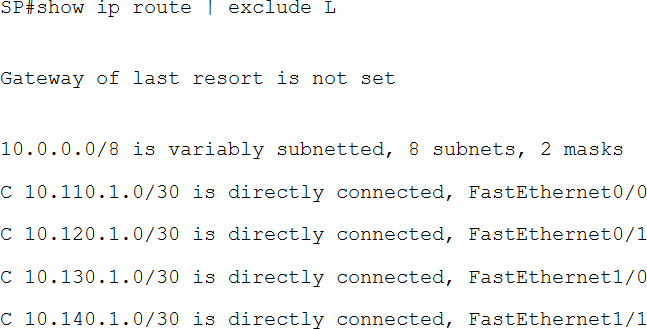 SP#show ip route | exclude L
Gateway of last resort is not set
10.0.0.0/8 is variably subnetted, 8 subnets, 2 masks
C 10.110.1.0/30 is directly connected, FastEthernet0/0
C 10.120.1.0/30 is directly connected, FastEthernet0/1
C 10.130.1.0/30 is directly connected, FastEthernet1/0
C 10.140.1.0/30 is directly connected, FastEthernet1/1